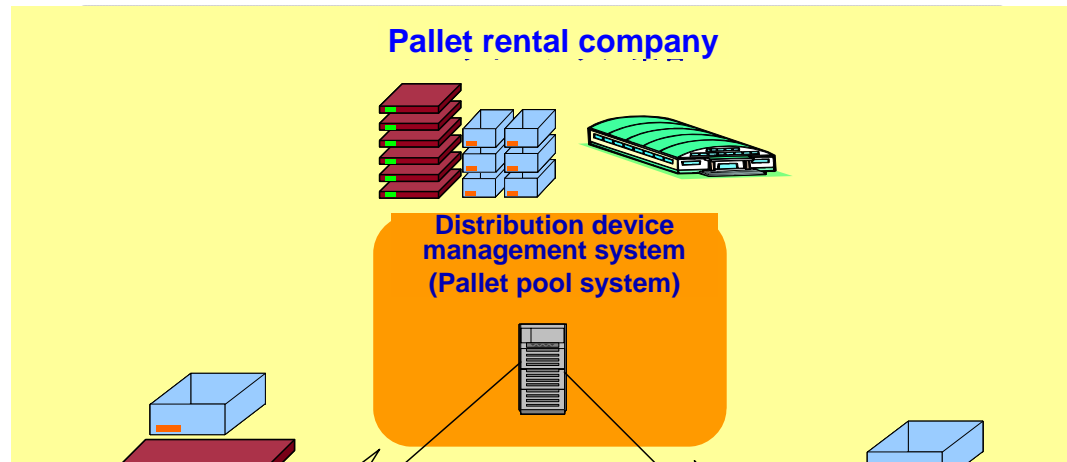 Pallet rental company
Distribution device
management system
(Pallet pool system)